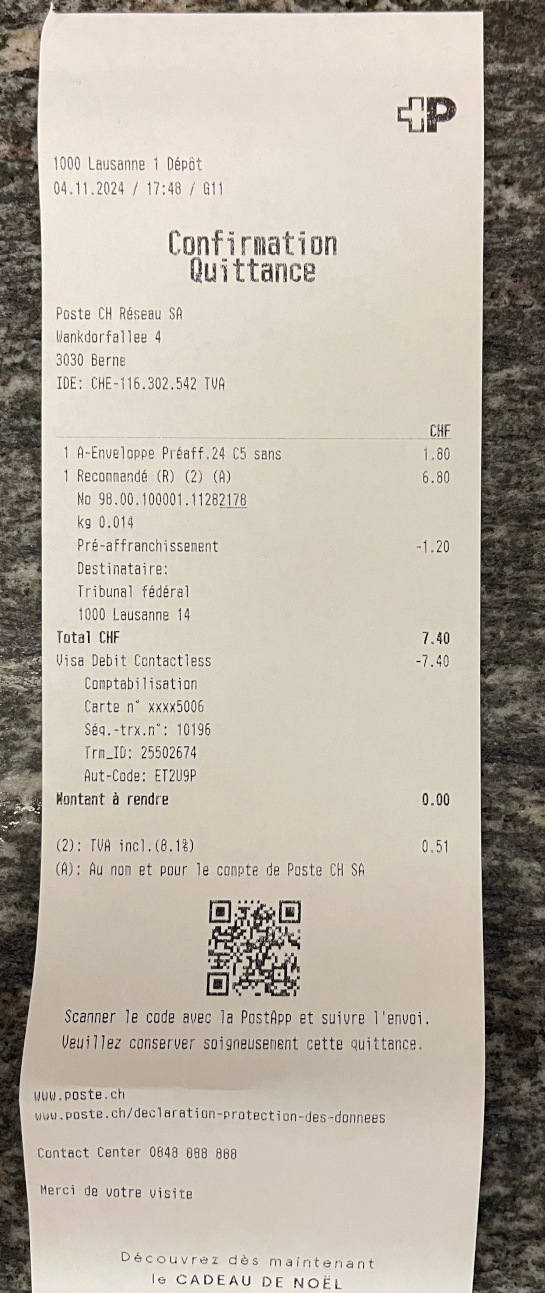 P
1000 Lausanne 1 Dépôt
04.11.2024 / 17:48 / G11
Confirmation
Quittance
Poste CH Réseau SA
Wankdorfallee 4
3030 Berne
IDE: CHE-116.302.542 TVA
CHF
1 A-Enveloppe Préaff.24 C5 sans 1.80
1 Recommandé (R) (2) (A) 6.80
No 98.00.100001.11282178
kg 0.014
Pré-affranchissement -1.20
Destinataire:
Tribunal fédéral
1000 Lausanne 14
Total CHF 7.40
Visa Debit Contactless -7.40
Comptabilisation
Carte n° xxxx5006
Séq.-trx.n°: 10196
Trm_ID: 25502674
Aut-Code: ET2U9P
Montant à rendre 0.00
(2): TVA incl.(8.1%) 0.51
(A): Au nom et pour le compte de Poste CH SA
Scanner le code avec la PostApp et suivre l'envoi.
Veuillez conserver soigneusement cette quittance.
www.poste.ch
www.poste.ch/declaration-protection-des-donnees
Contact Center 0848 888 888
Merci de votre visite
Découvrez dès maintenant
le CADEAU DE NOËL